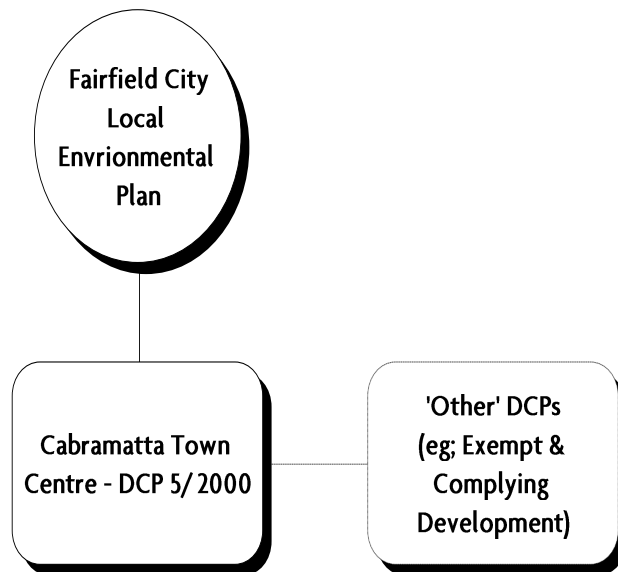 Fairfield City
Local
Envrionmental
Plan
Cabramatta Town
Centre - DCP 5/2000
'Other' DCPs
(eg; Exempt &
Complying
Development)